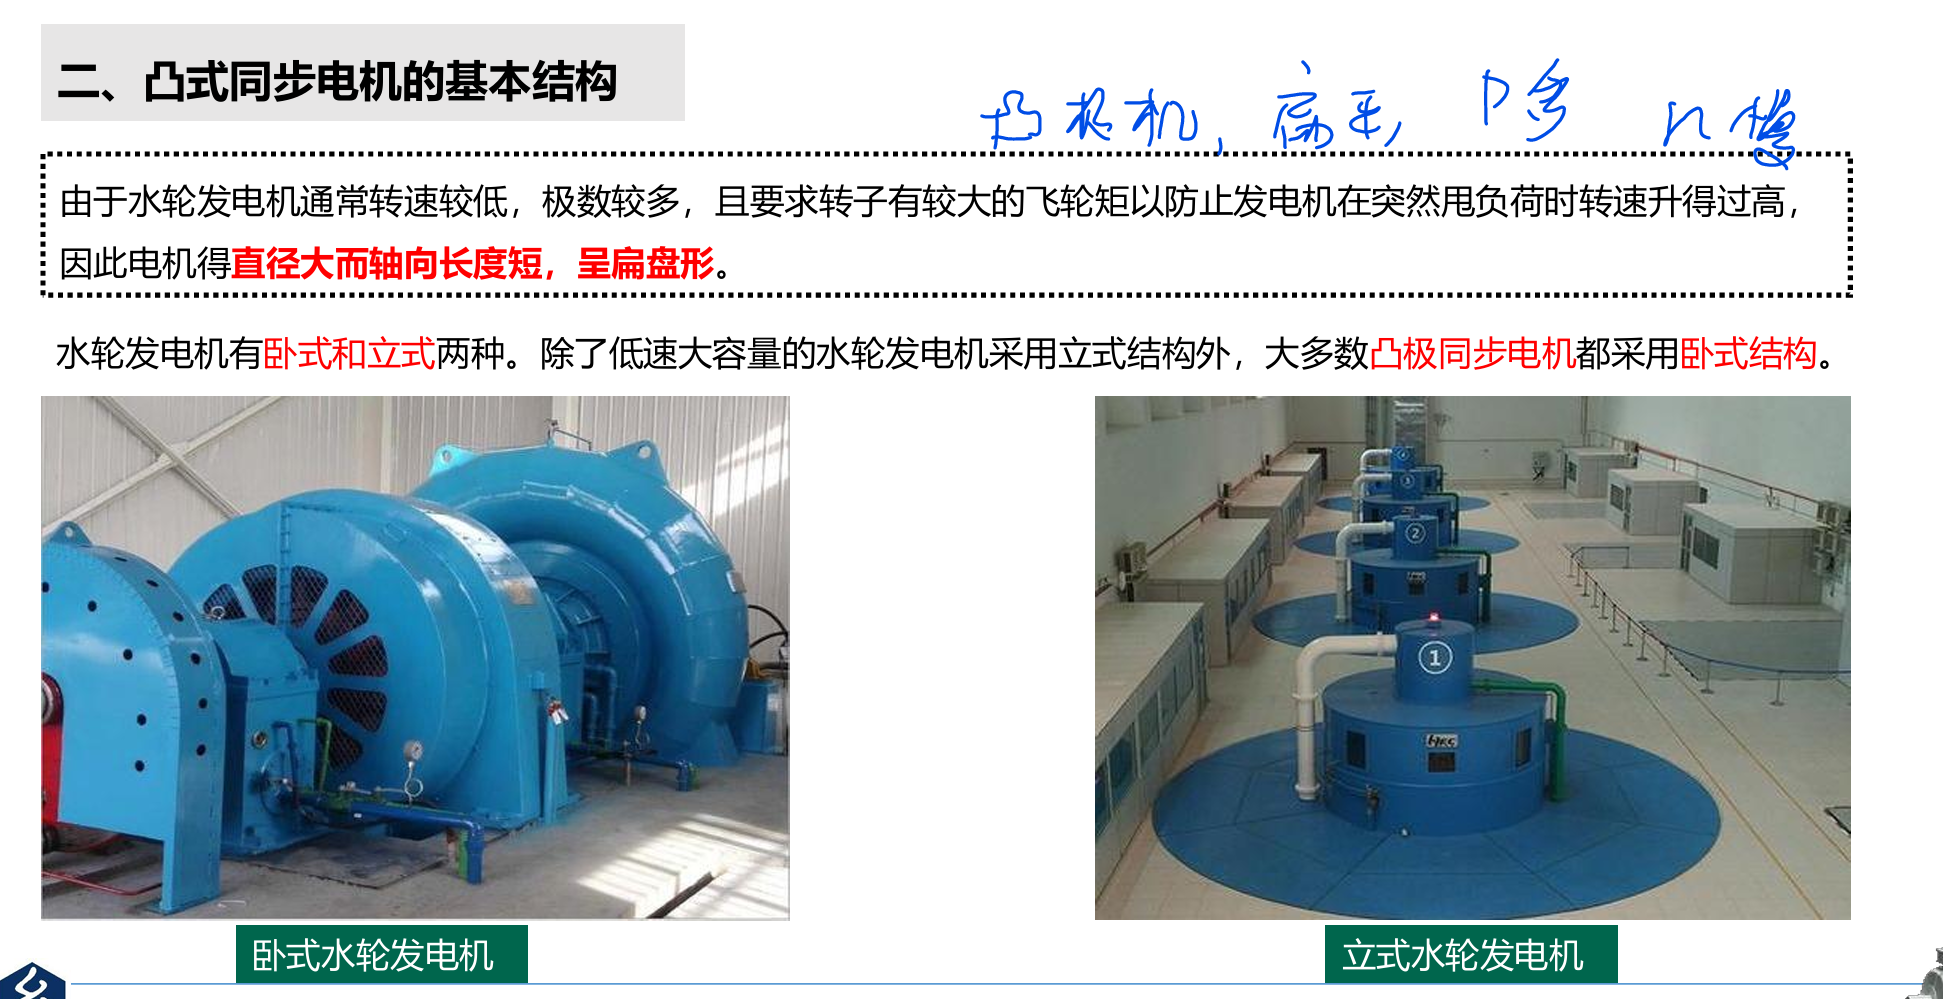 二、凸式同步电机的基本结构
凸极机，扁平，P多 n慢
由于水轮发电机通常转速较低，极数较多，且要求转子有较大的飞轮矩以防止发电机在突然甩负荷时转速升得过高，
因此电机得直径大而轴向长度短，呈扁盘形。
水轮发电机有卧式和立式两种。除了低速大容量的水轮发电机采用立式结构外，大多数凸极同步电机都采用卧式结构。
④
③
②
HEC
①
HEC
卧式水轮发电机
立式水轮发电机